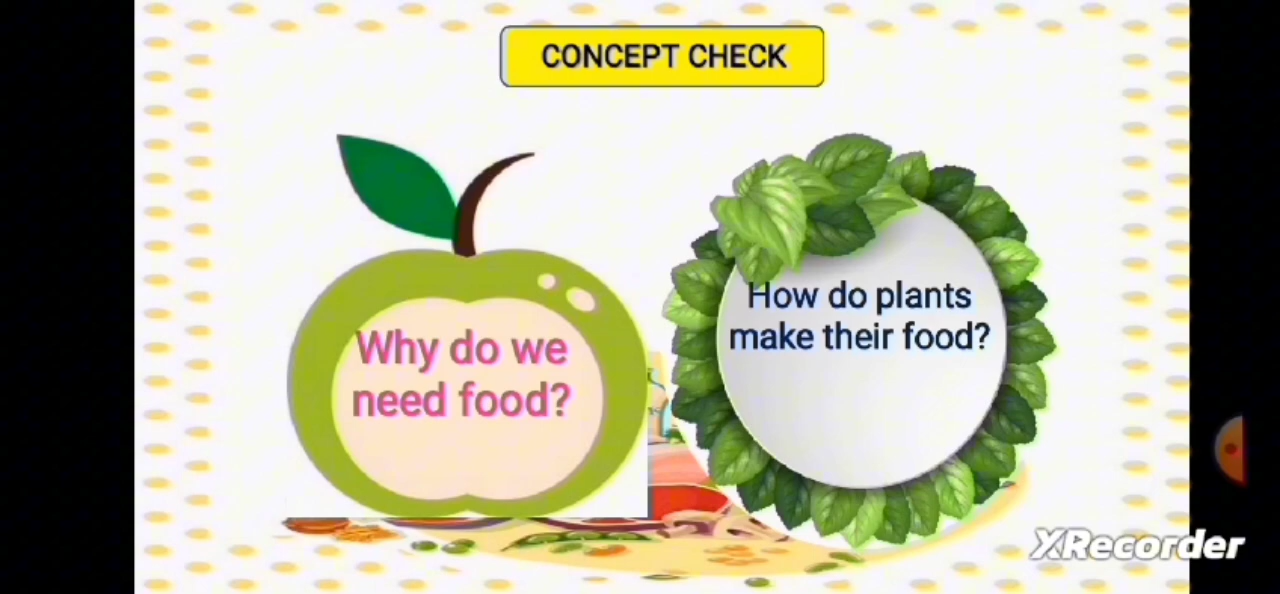 CONCEPT CHECK
Why do we
need food?
How do plants
make their food?
XRecorder